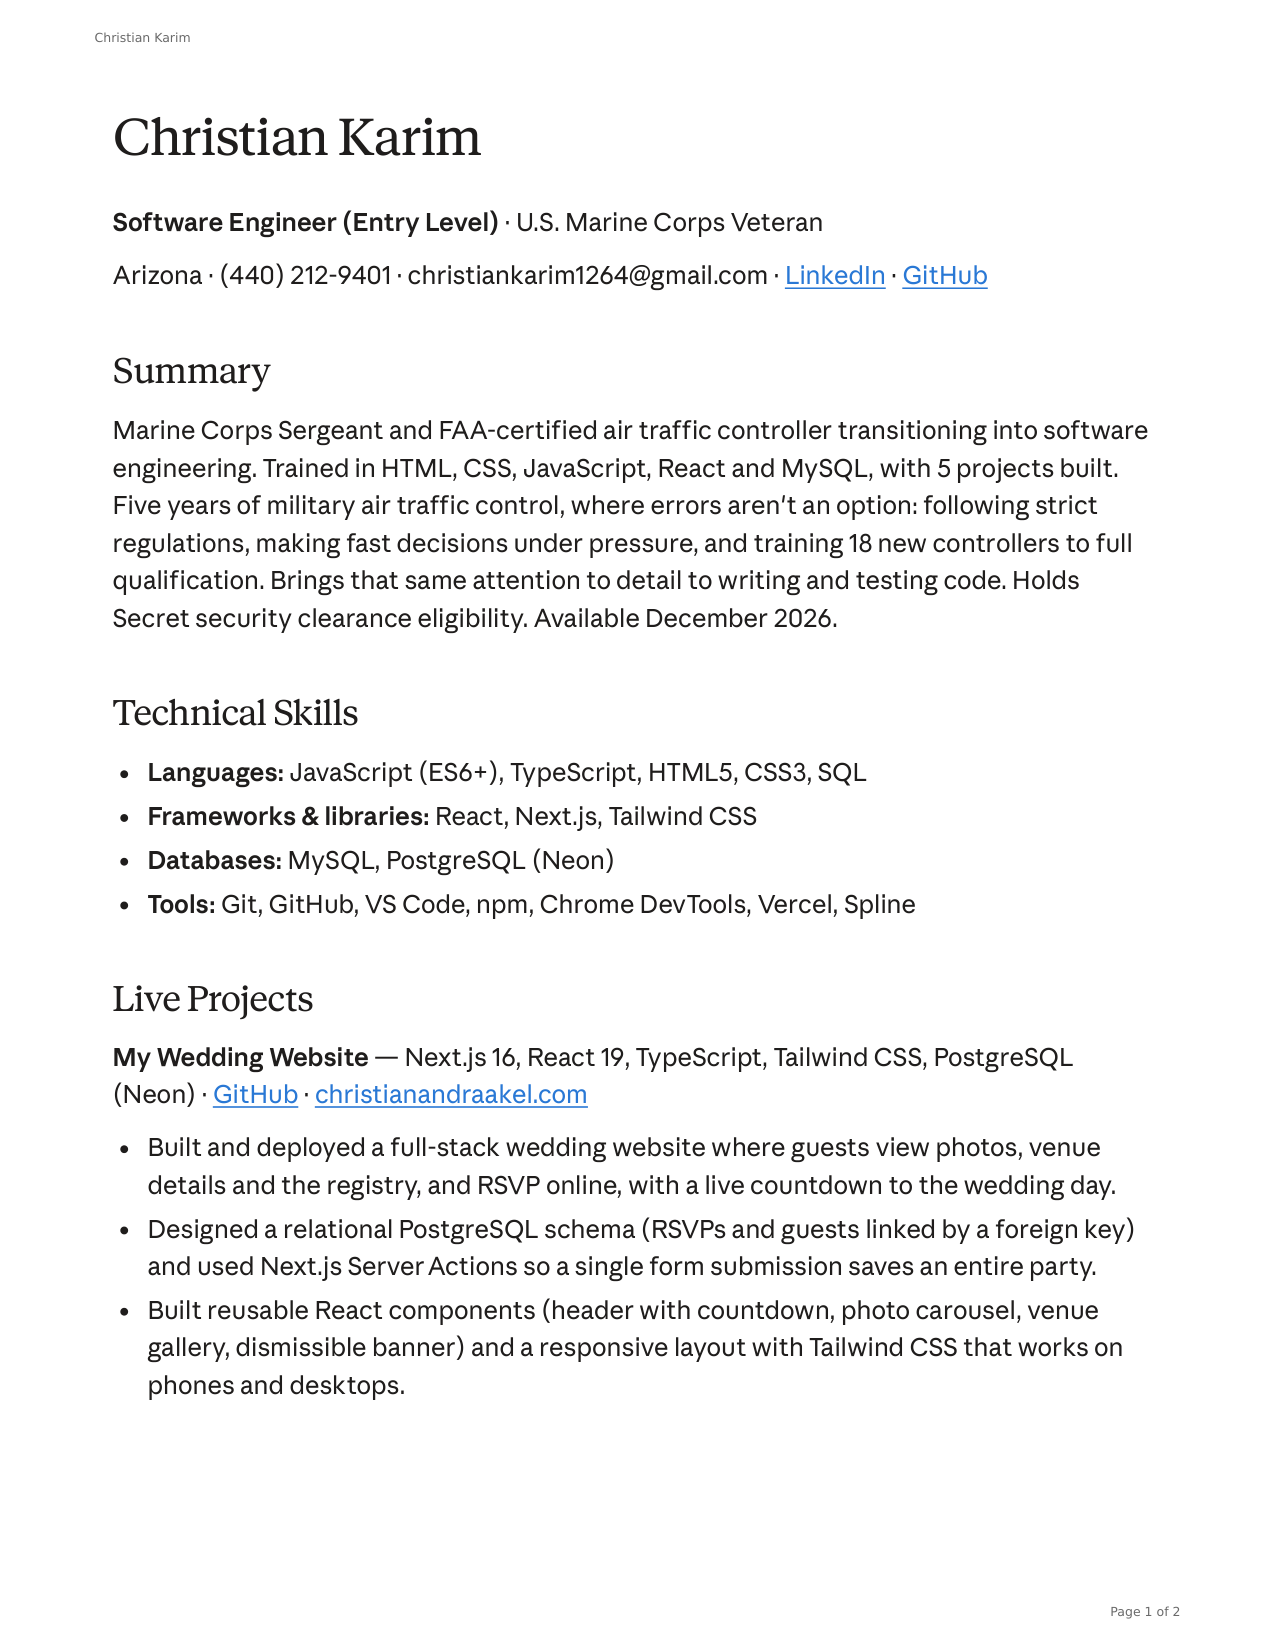 Christian Karim
Christian Karim
Software Engineer (Entry Level) · U.S. Marine Corps Veteran
Arizona · (440) 212-9401 · christiankarim1264@gmail.com · LinkedIn · GitHub
Summary
Marine Corps Sergeant and FAA-certified air traffic controller transitioning into software
engineering. Trained in HTML, CSS, JavaScript, React and MySQL, with 5 projects built.
Five years of military air traffic control, where errors aren't an option: following strict
regulations, making fast decisions under pressure, and training 18 new controllers to full
qualification. Brings that same attention to detail to writing and testing code. Holds
Secret security clearance eligibility. Available December 2026.
Technical Skills
• Languages: JavaScript (ES6+), TypeScript, HTML5, CSS3, SQL
• Frameworks & libraries: React, Next.js, Tailwind CSS
• Databases: MySQL, PostgreSQL (Neon)
• Tools: Git, GitHub, VS Code, npm, Chrome DevTools, Vercel, Spline
Live Projects
My Wedding Website — Next.js 16, React 19, TypeScript, Tailwind CSS, PostgreSQL
(Neon) · GitHub · christianandraakel.com
• Built and deployed a full-stack wedding website where guests view photos, venue
details and the registry, and RSVP online, with a live countdown to the wedding day.
• Designed a relational PostgreSQL schema (RSVPs and guests linked by a foreign key)
and used Next.js Server Actions so a single form submission saves an entire party.
• Built reusable React components (header with countdown, photo carousel, venue
gallery, dismissible banner) and a responsive layout with Tailwind CSS that works on
phones and desktops.
Page 1 of 2